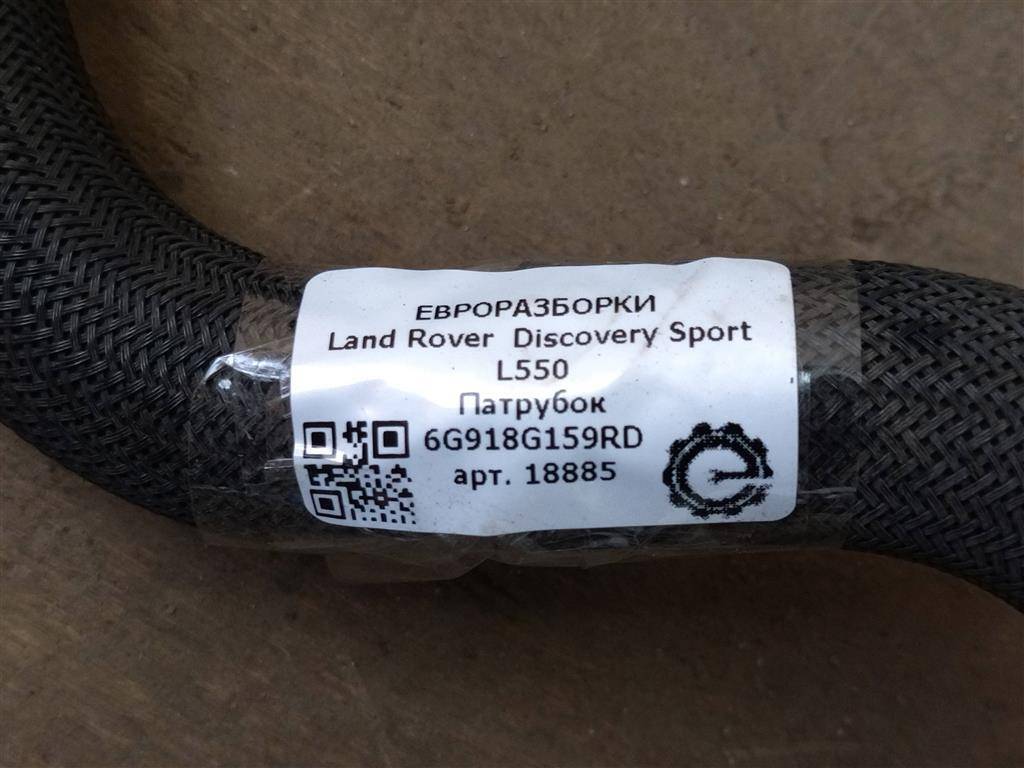 ЕВРОРАЗБОРКИ
Land Rover Discovery Sport
L550
Патрубок
6G918G159RD
арт. 18885